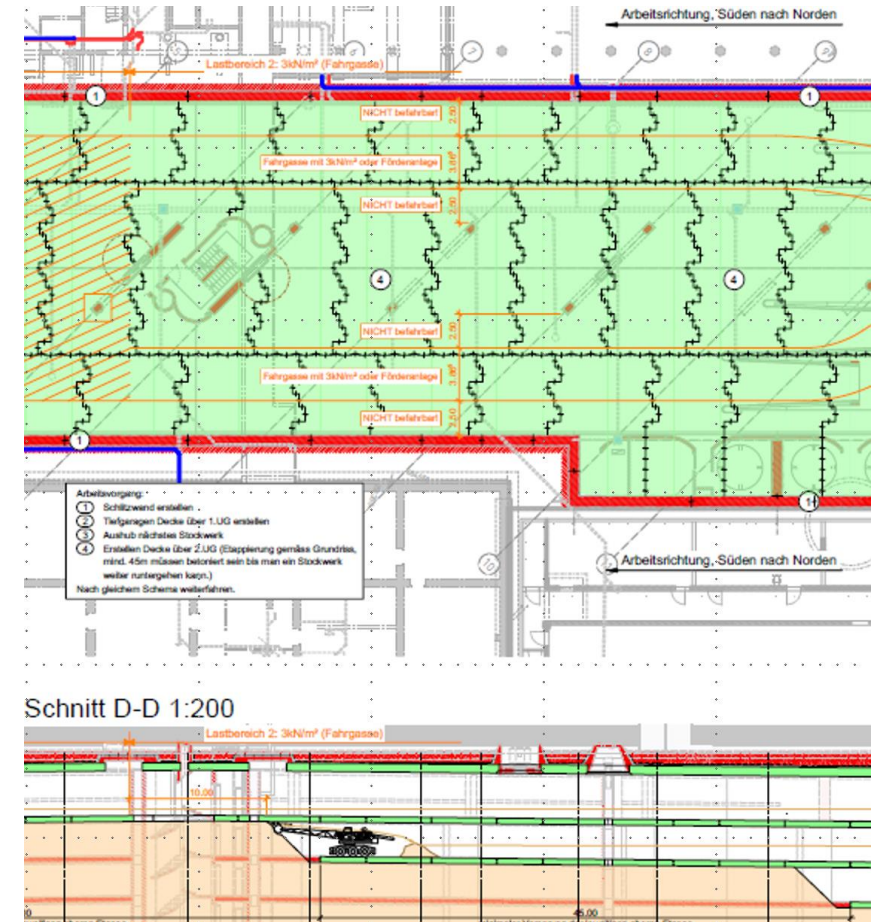 Arbeitsrichtung, Süden nach Norden
Lastbereich 2: 3kN/m² (Fahrgasse)
7
8
1
1
NICHT befahrbar!
2.50
Fahrgasse mit 3kN/m² oder Förderanlage
NICHT befahrbar!
2.50
4
4
NICHT befahrbar!
2.50
Fahrgasse mit 3kN/m² oder Förderanlage
NICHT befahrbar!
2.50
1
1
Arbeitsvorgang:
1 Schlitzwand erstellen
2 Tiefgaragen Decke über 1.UG erstellen
3 Aushub nächstes Stockwerk
4 Erstellen Decke über 2.UG (Etappierung gemäss Grundriss,
mind. 45m müssen betoniert sein bis man ein Stockwerk
weiter runtergehen kann.)
Nach gleichem Schema weiterfahren.
10
Arbeitsrichtung, Süden nach Norden
Schnitt D-D 1:200
Lastbereich 2: 3kN/m² (Fahrgasse)
10.00
45.00